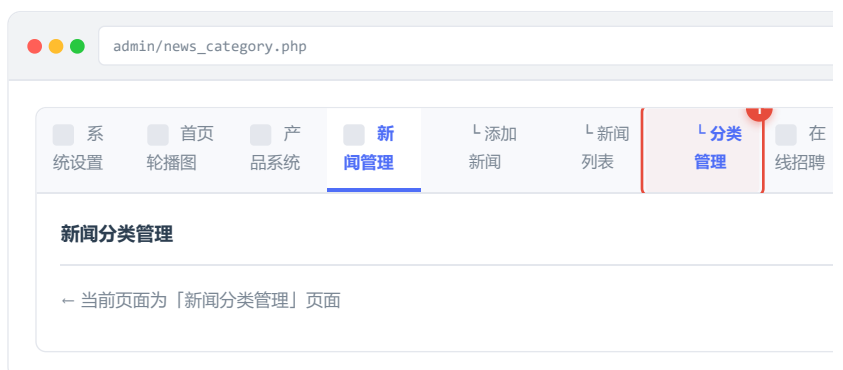 admin/news_category.php
系
统设置
首页
轮播图
产
品系统
新
闻管理
└ 添加
新闻
└ 新闻
列表
└ 分类
管理
在
线招聘
新闻分类管理
← 当前页面为「新闻分类管理」页面